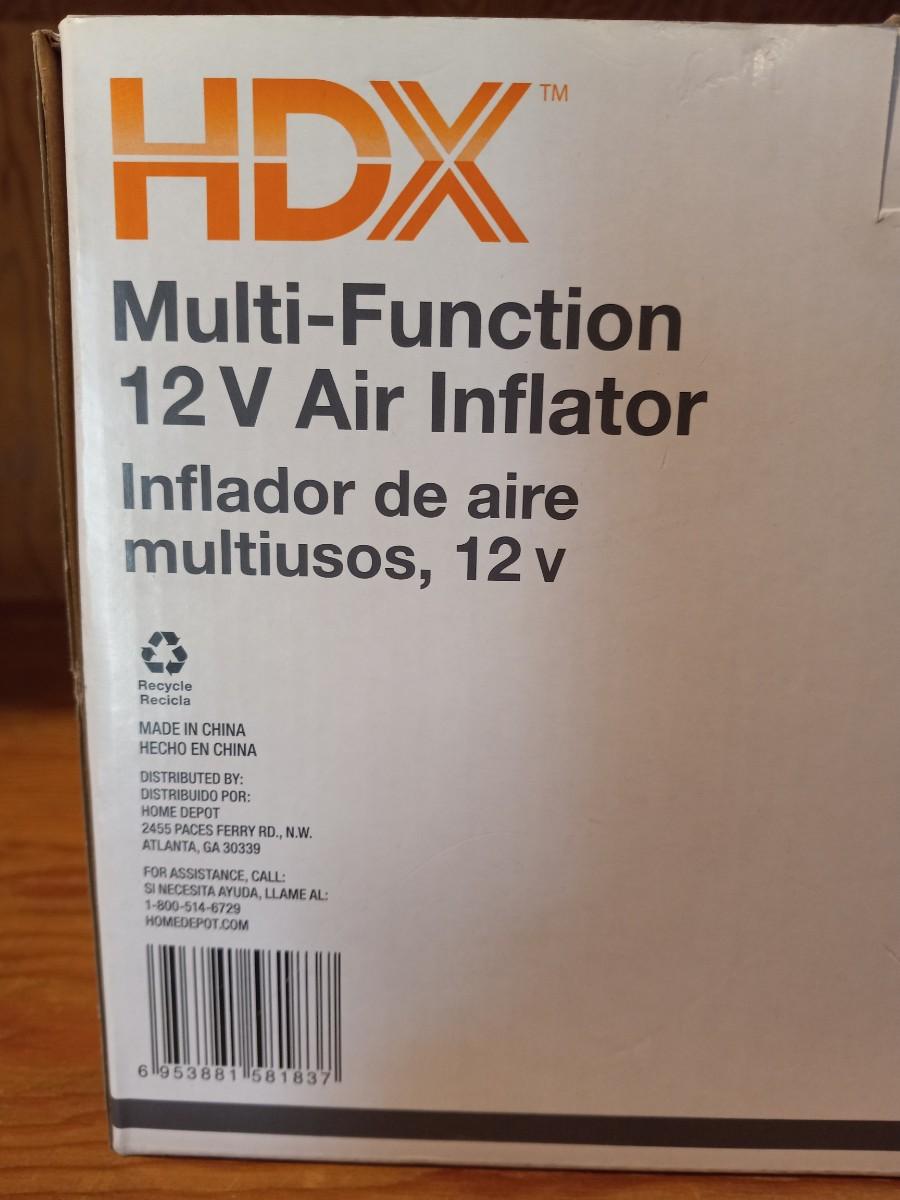 HDX™
Multi-Function
12 V Air Inflator
Inflador de aire
multiusos, 12 v
Recycle
Recicla
MADE IN CHINA
HECHO EN CHINA
DISTRIBUTED BY:
DISTRIBUIDO POR:
HOME DEPOT
2455 PACES FERRY RD., N.W.
ATLANTA, GA 30339
FOR ASSISTANCE, CALL:
SI NECESITA AYUDA, LLAME AL:
1-800-514-6729
HOMEDEPOT.COM
6 953881 581837